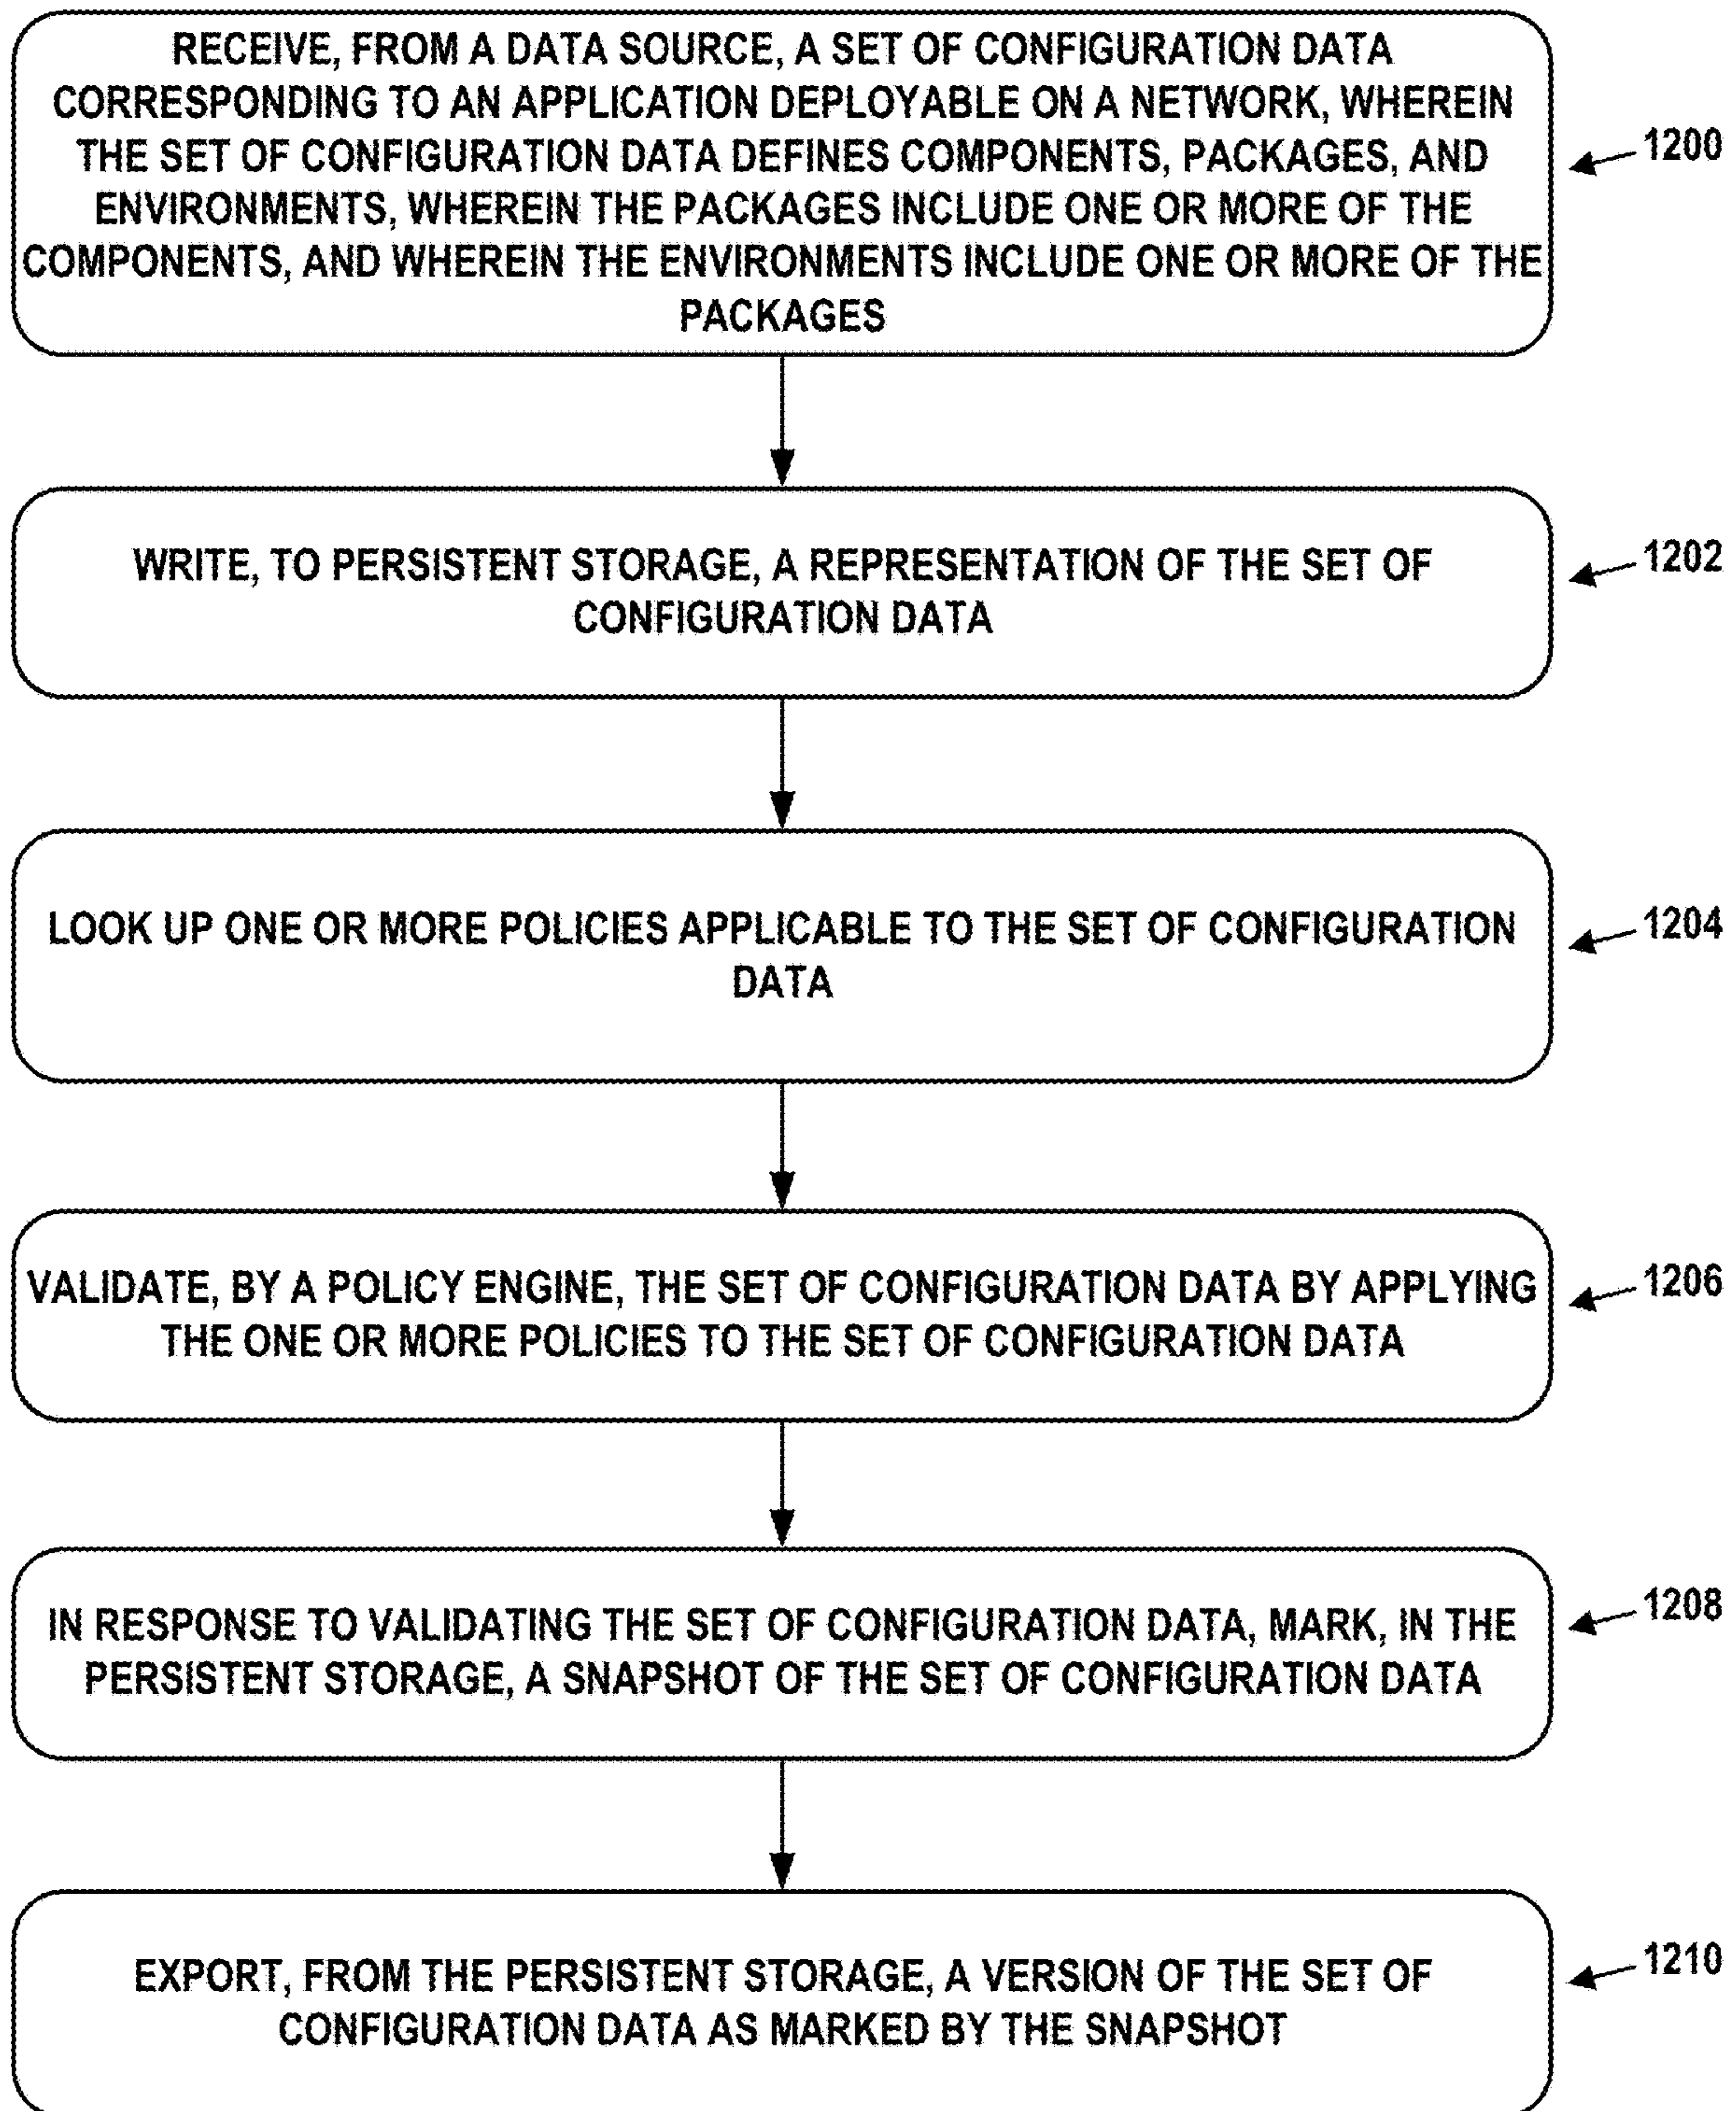 RECEIVE, FROM A DATA SOURCE, A SET OF CONFIGURATION DATA
CORRESPONDING TO AN APPLICATION DEPLOYABLE ON A NETWORK, WHEREIN
THE SET OF CONFIGURATION DATA DEFINES COMPONENTS, PACKAGES, AND
ENVIRONMENTS, WHEREIN THE PACKAGES INCLUDE ONE OR MORE OF THE
COMPONENTS, AND WHEREIN THE ENVIRONMENTS INCLUDE ONE OR MORE OF THE
PACKAGES
1200
WRITE, TO PERSISTENT STORAGE, A REPRESENTATION OF THE SET OF
CONFIGURATION DATA
1202
LOOK UP ONE OR MORE POLICIES APPLICABLE TO THE SET OF CONFIGURATION
DATA
1204
VALIDATE, BY A POLICY ENGINE, THE SET OF CONFIGURATION DATA BY APPLYING
THE ONE OR MORE POLICIES TO THE SET OF CONFIGURATION DATA
1206
IN RESPONSE TO VALIDATING THE SET OF CONFIGURATION DATA, MARK, IN THE
PERSISTENT STORAGE, A SNAPSHOT OF THE SET OF CONFIGURATION DATA
1208
EXPORT, FROM THE PERSISTENT STORAGE, A VERSION OF THE SET OF
CONFIGURATION DATA AS MARKED BY THE SNAPSHOT
1210